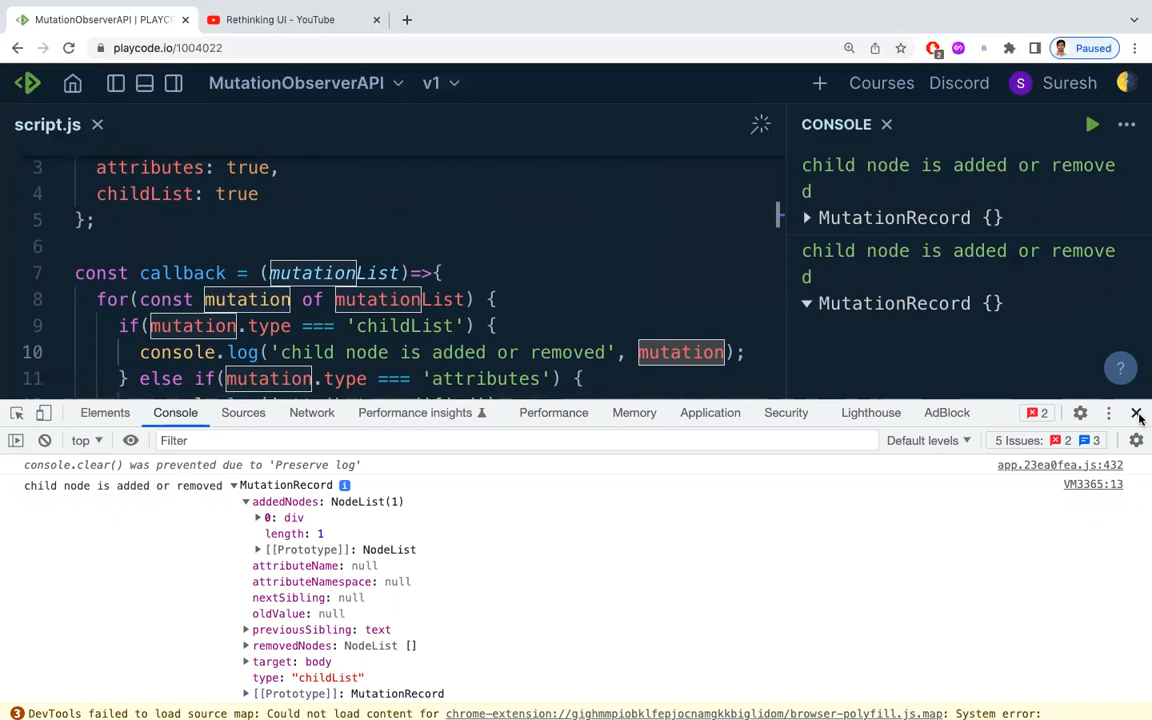 MutationObserverAPI | PLAYC
Rethinking UI - YouTube
playcode.io/1004022
2
Paused
MutationObserverAPI
v1
Courses
Discord
S
Suresh
script.js
CONSOLE
3 attributes: true,
4 childList: true
5 };
6
7 const callback = (mutationList)=>{
8 for(const mutation of mutationList) {
9 if(mutation.type === 'childList') {
10 console.log('child node is added or removed', mutation);
11 } else if(mutation.type === 'attributes') {
child node is added or remove
d
MutationRecord {}
child node is added or remove
d
MutationRecord {}
?
Elements
Console
Sources
Network
Performance insights
Performance
Memory
Application
Security
Lighthouse
AdBlock
2
top
Filter
Default levels
5 Issues: 2 3
console.clear() was prevented due to 'Preserve log'
app.23ea0fea.js:432
child node is added or removed MutationRecord i
VM3365:13
addedNodes: NodeList(1)
0: div
length: 1
[[Prototype]]: NodeList
attributeName: null
attributeNamespace: null
nextSibling: null
oldValue: null
previousSibling: text
removedNodes: NodeList []
target: body
type: "childList"
[[Prototype]]: MutationRecord
3 DevTools failed to load source map: Could not load content for chrome-extension://gighmmpiobklfepjocnamgkkbiglidom/browser-polyfill.js.map: System error: